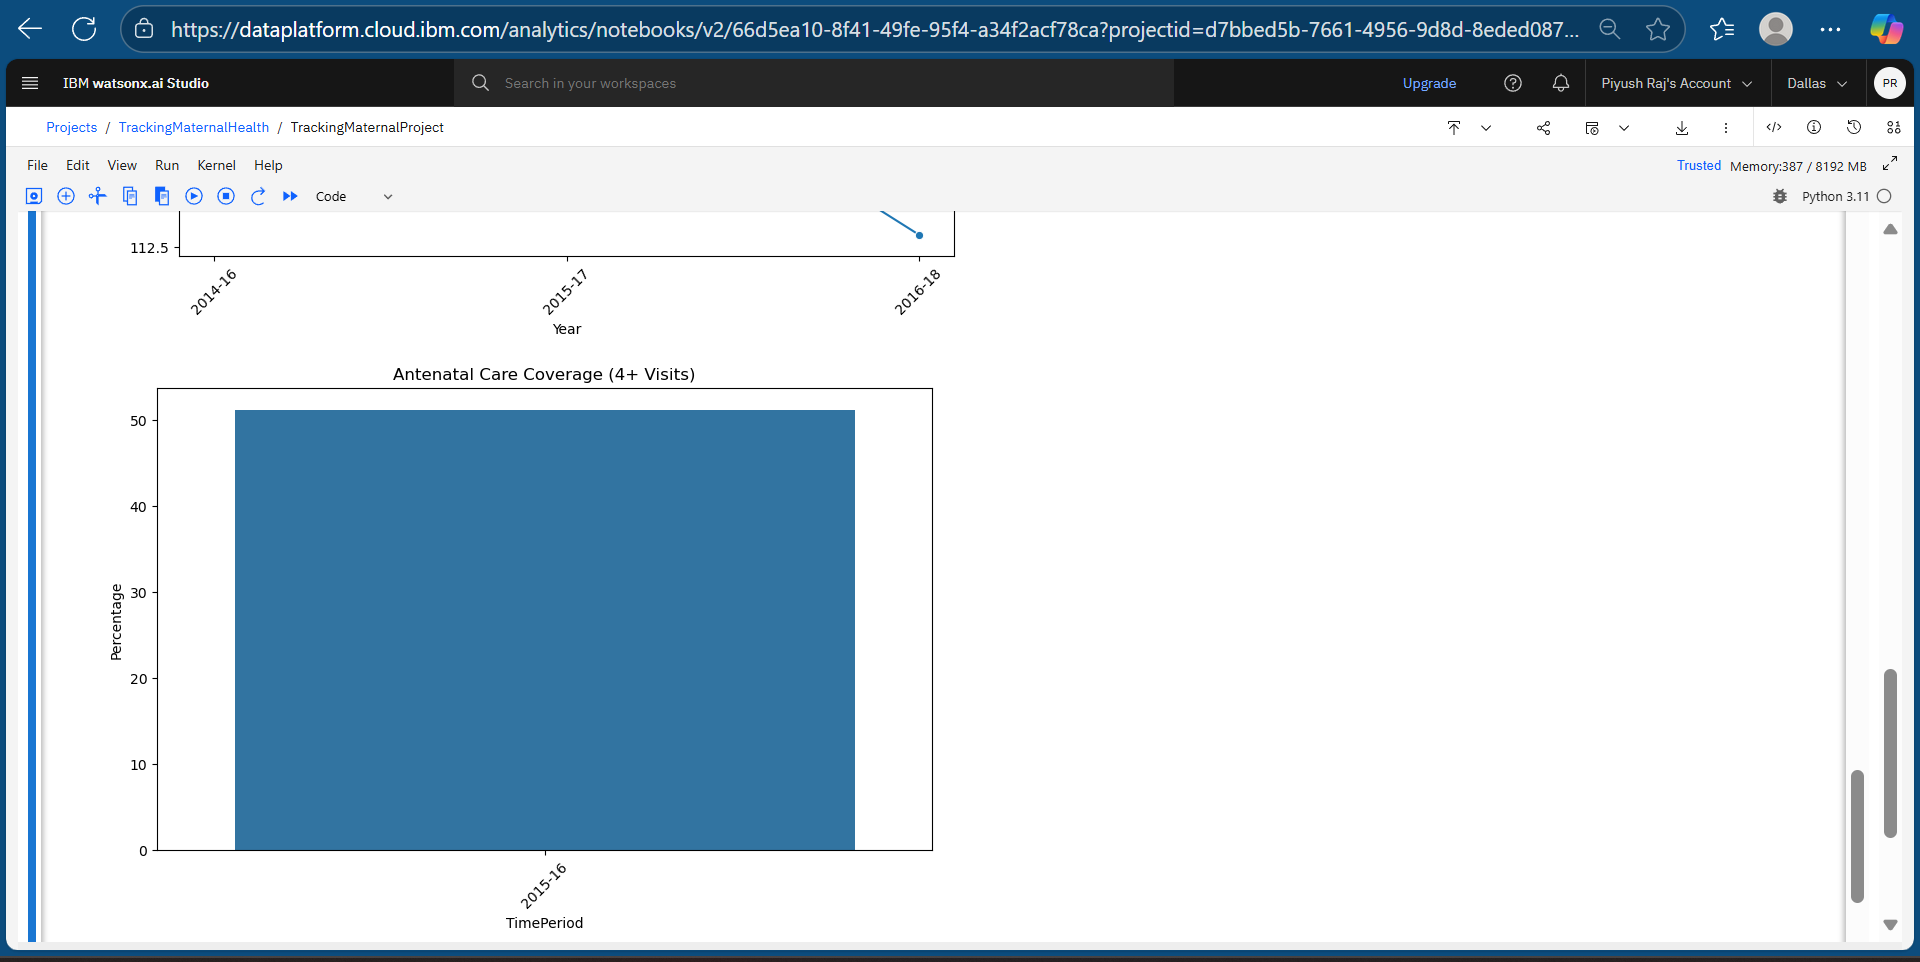 https://dataplatform.cloud.ibm.com/analytics/notebooks/v2/66d5ea10-8f41-49fe-95f4-a34f2acf78ca?projectid=d7bbed5b-7661-4956-9d8d-8eded087...
IBM watsonx.ai Studio
Search in your workspaces
Upgrade
Piyush Raj's Account
Dallas
PR
Projects / TrackingMaternalHealth / TrackingMaternalProject
File Edit View Run Kernel Help
Trusted Memory:387 / 8192 MB
Code
Python 3.11
112.5
2014-16
2015-17
2016-18
Year
Antenatal Care Coverage (4+ Visits)
50
40
30
20
10
0
Percentage
2015-16
TimePeriod